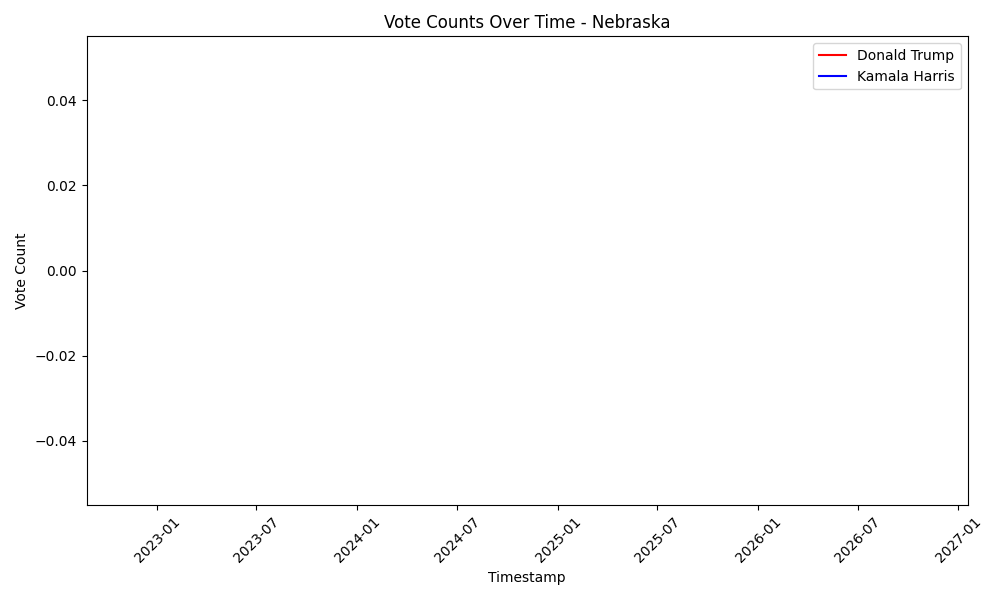 Vote Counts Over Time - Nebraska
Donald Trump
Kamala Harris
0.04
0.02
0.00
−0.02
−0.04
Vote Count
2023-01
2023-07
2024-01
2024-07
2025-01
2025-07
2026-01
2026-07
2027-01
Timestamp